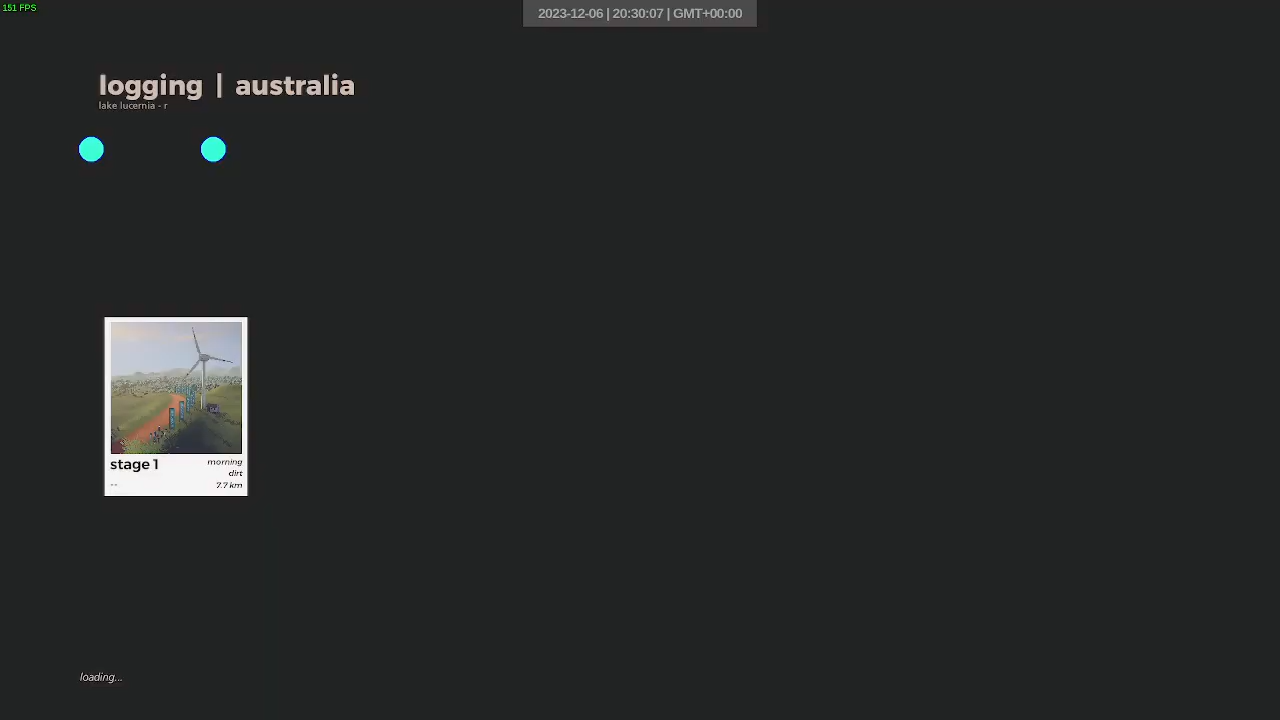 151 FPS
2023-12-06 | 20:30:07 | GMT+00:00
logging | australia
lake lucernia - r
stage 1
morning
dirt
--
7.7 km
loading...